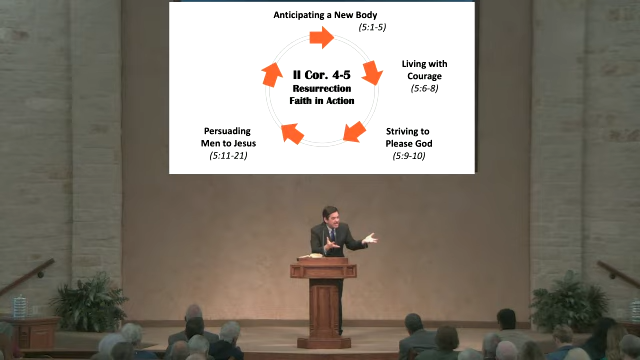 Anticipating a New Body
(5:1-5)
Living with
Courage
(5:6-8)
II Cor. 4-5
Resurrection
Faith in Action
Striving to
Please God
(5:9-10)
Persuading
Men to Jesus
(5:11-21)